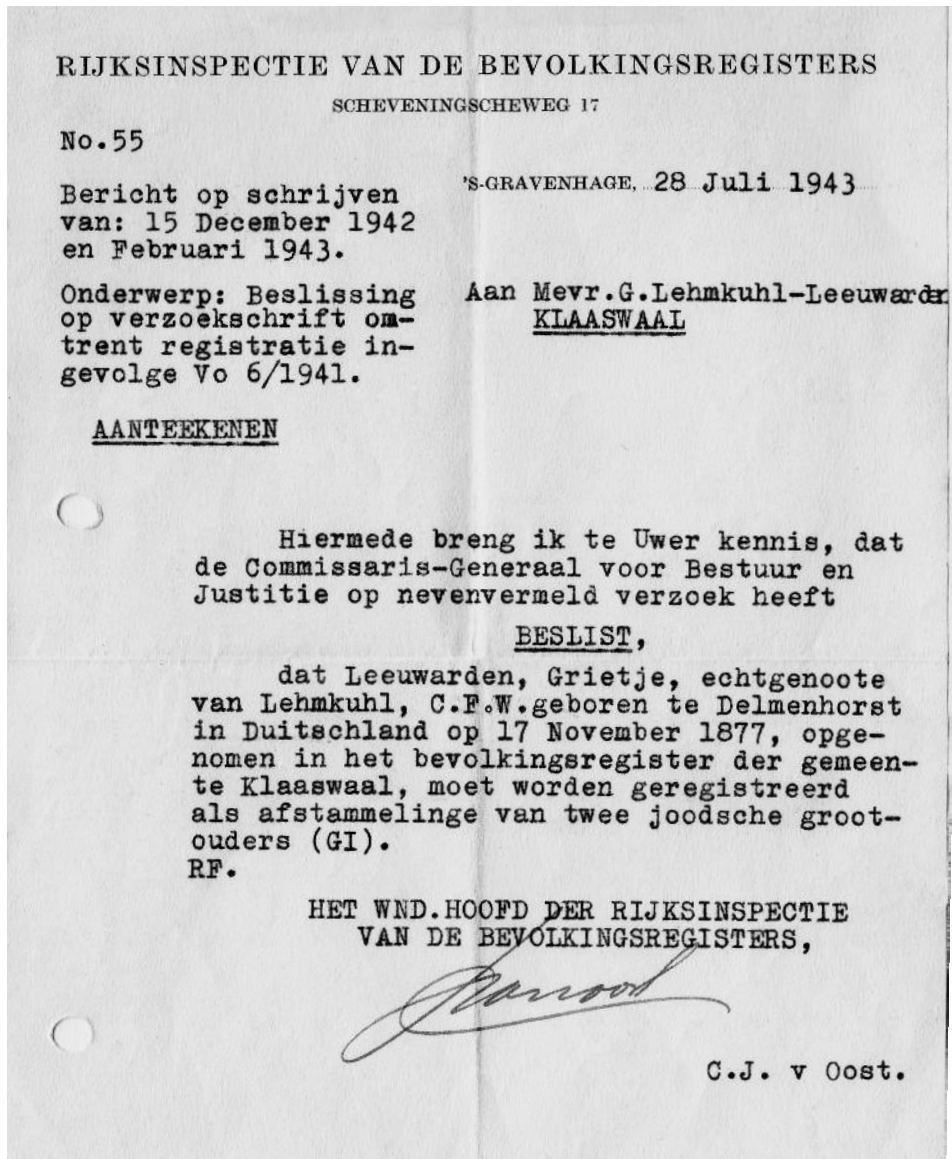 RIJKSINSPECTIE VAN DE BEVOLKINGSREGISTERS
SCHEVENINGSCHEWEG 17
No.55
'S-GRAVENHAGE, 28 Juli 1943
Bericht op schrijven
van: 15 December 1942
en Februari 1943.
Onderwerp: Beslissing
op verzoekschrift om-
trent registratie in-
gevolge Vo 6/1941.
Aan Mevr.G.Lehmkuhl-Leeuwarden
KLAASWAAL
AANTEEKENEN
Hiermede breng ik te Uwer kennis, dat
de Commissaris-Generaal voor Bestuur en
Justitie op nevenvermeld verzoek heeft
BESLIST,
dat Leeuwarden, Grietje, echtgenoote
van Lehmkuhl, C.F.W.geboren te Delmenhorst
in Duitschland op 17 November 1877, opge-
nomen in het bevolkingsregister der gemeen-
te Klaaswaal, moet worden geregistreerd
als afstammelinge van twee joodsche groot-
ouders (GI).
RF.
HET WND.HOOFD DER RIJKSINSPECTIE
VAN DE BEVOLKINGSREGISTERS,
C.J. v Oost.